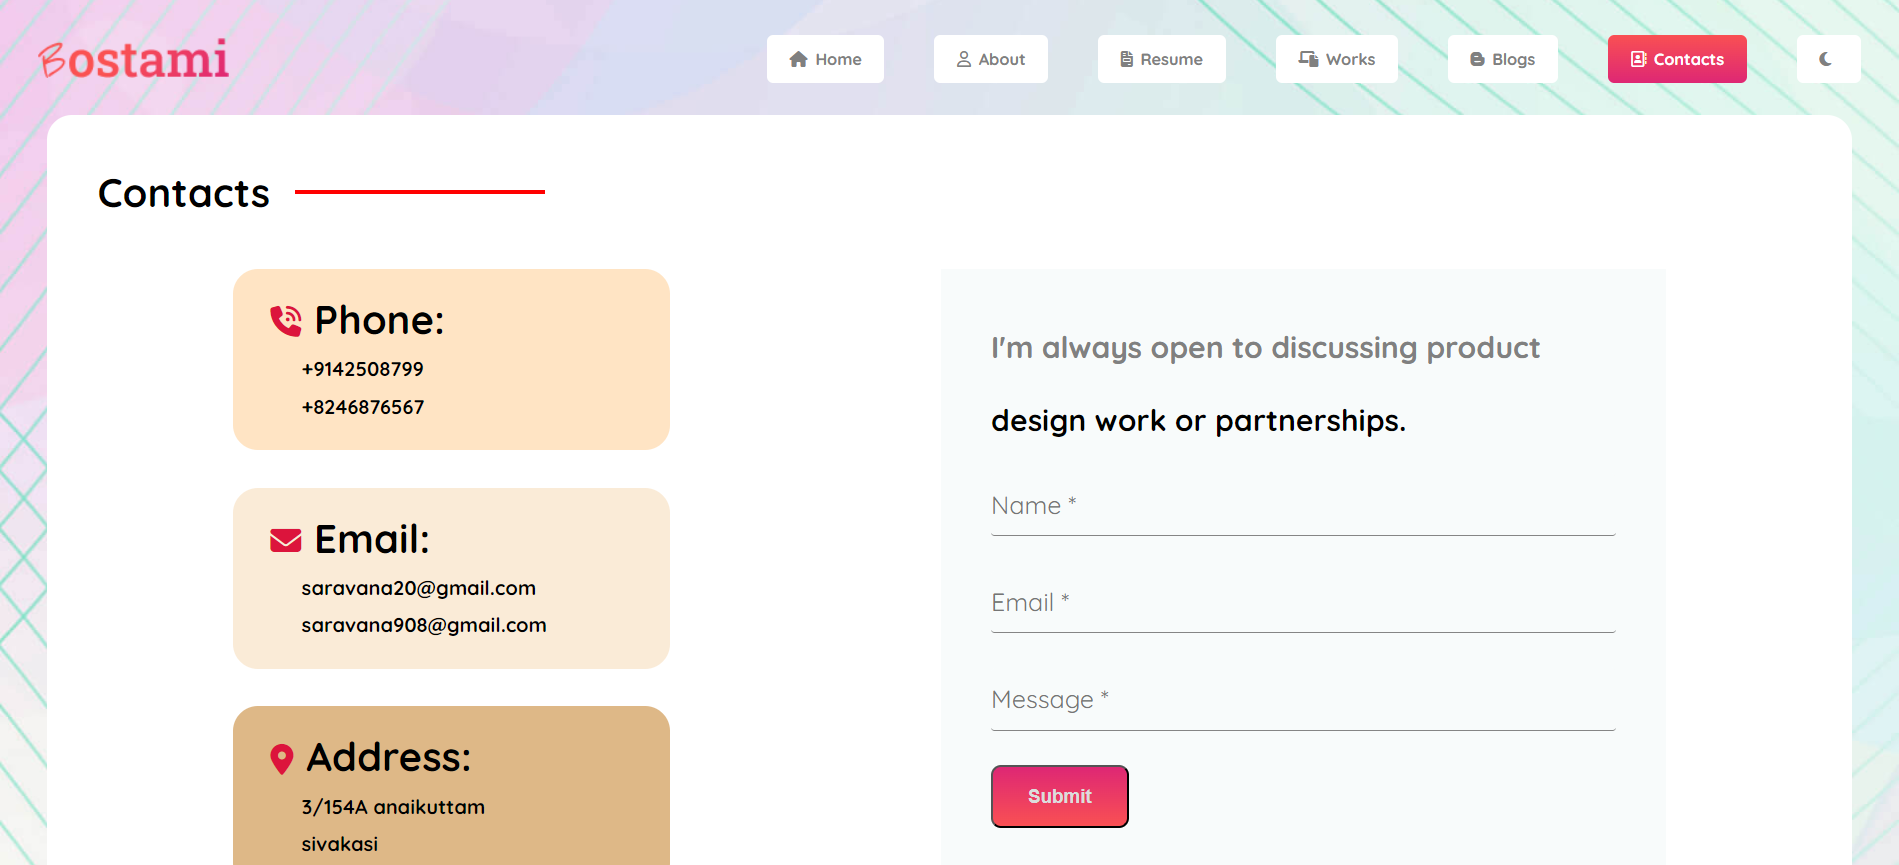 Bostami
Home About Resume Works Blogs Contacts
Contacts
Phone:
+9142508799
+8246876567
Email:
saravana20@gmail.com
saravana908@gmail.com
Address:
3/154A anaikuttam
sivakasi
I'm always open to discussing product
design work or partnerships.
Name *
Email *
Message *
Submit